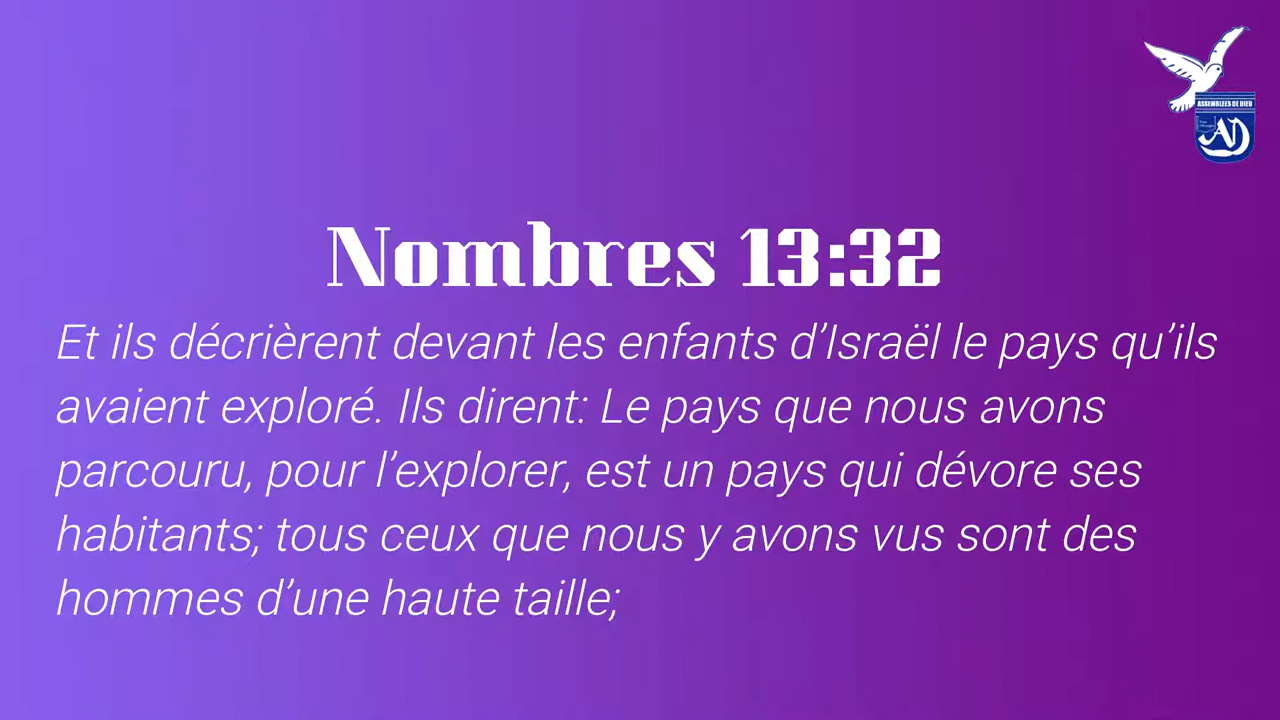 ASSEMBLEES DE DIEU
AD
Nombres 13:32
Et ils décrièrent devant les enfants d’Israël le pays qu’ils
avaient exploré. Ils dirent: Le pays que nous avons
parcouru, pour l’explorer, est un pays qui dévore ses
habitants; tous ceux que nous y avons vus sont des
hommes d’une haute taille;